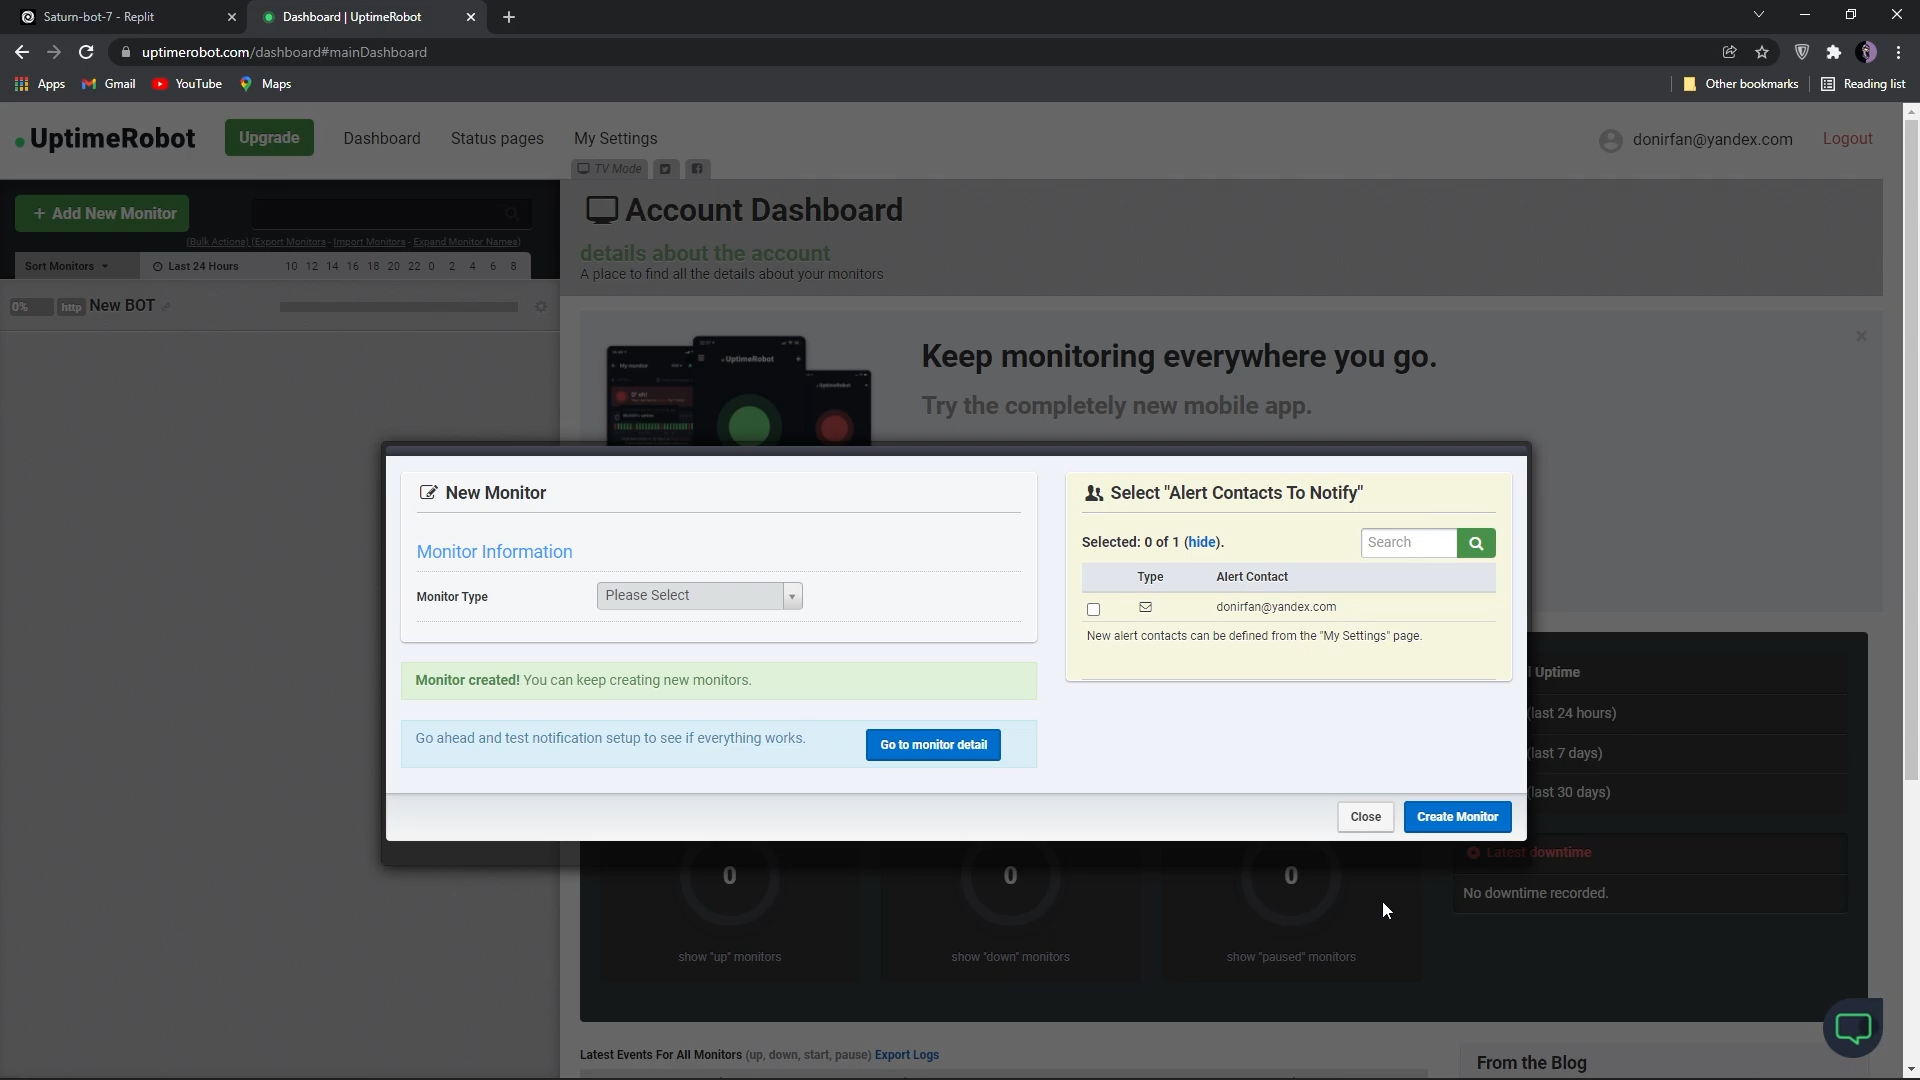 Saturn-bot-7 - Replit
Dashboard | UptimeRobot
uptimerobot.com/dashboard#mainDashboard
Apps
Gmail
YouTube
Maps
Other bookmarks
Reading list
UptimeRobot
Upgrade
Dashboard
Status pages
My Settings
donirfan@yandex.com
Logout
TV Mode
+ Add New Monitor
(Bulk Actions) (Export Monitors - Import Monitors - Expand Monitor Names)
Sort Monitors
Last 24 Hours
10 12 14 16 18 20 22 0 2 4 6 8
0% http New BOT
Account Dashboard
details about the account
A place to find all the details about your monitors
UptimeRobot
Keep monitoring everywhere you go.
Try the completely new mobile app.
New Monitor
Monitor Information
Monitor Type
Please Select
Monitor created! You can keep creating new monitors.
Go ahead and test notification setup to see if everything works.
Go to monitor detail
Select "Alert Contacts To Notify"
Selected: 0 of 1 (hide).
Search
Type
Alert Contact
donirfan@yandex.com
New alert contacts can be defined from the "My Settings" page.
Close
Create Monitor
Uptime
(last 24 hours)
(last 7 days)
(last 30 days)
Latest downtime
No downtime recorded.
0
0
0
show "up" monitors
show "down" monitors
show "paused" monitors
Latest Events For All Monitors (up, down, start, pause) Export Logs
From the Blog